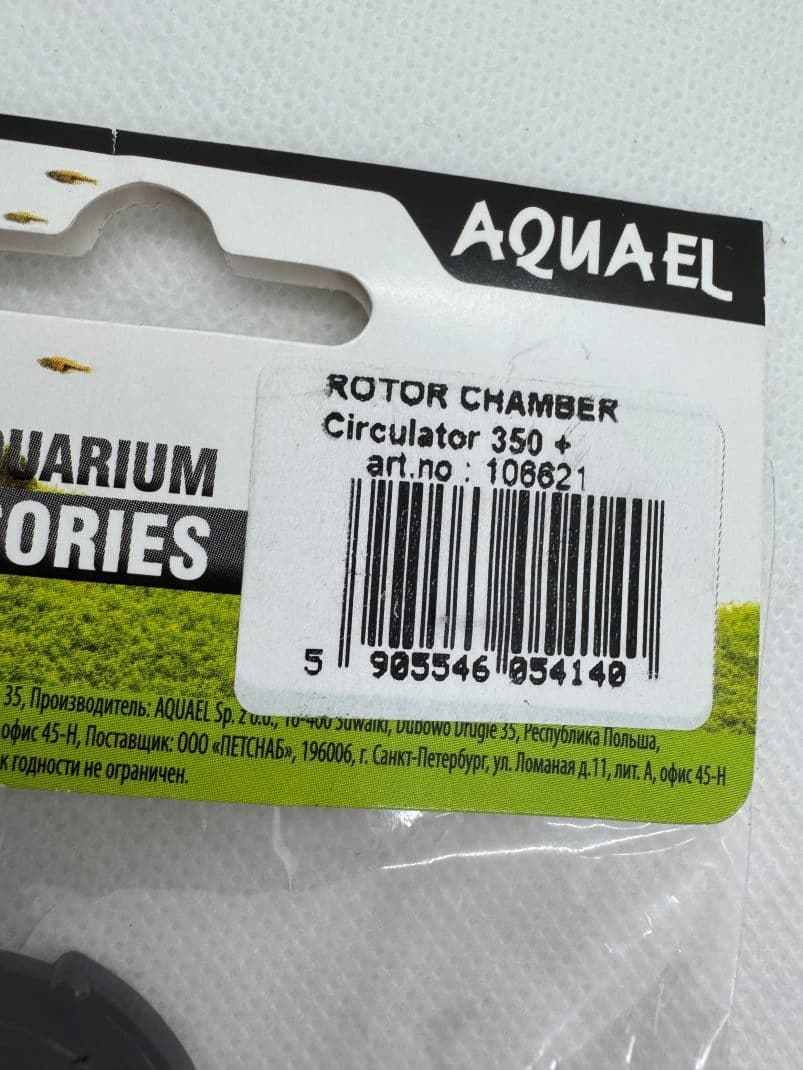 AQUAEL
ROTOR CHAMBER
Circulator 350 +
art.no : 106621
5 905546 054140
UARIUM
ORIES
35, Производитель: AQUAEL Sp. z o.o., 16-400 Suwałki, Dubowo Drugie 35, Республика Польша,
офис 45-Н, Поставщик: ООО «ПЕТСНАБ», 196006, г. Санкт-Петербург, ул. Ломаная д.11, лит. А, офис 45-Н
к годности не ограничен.